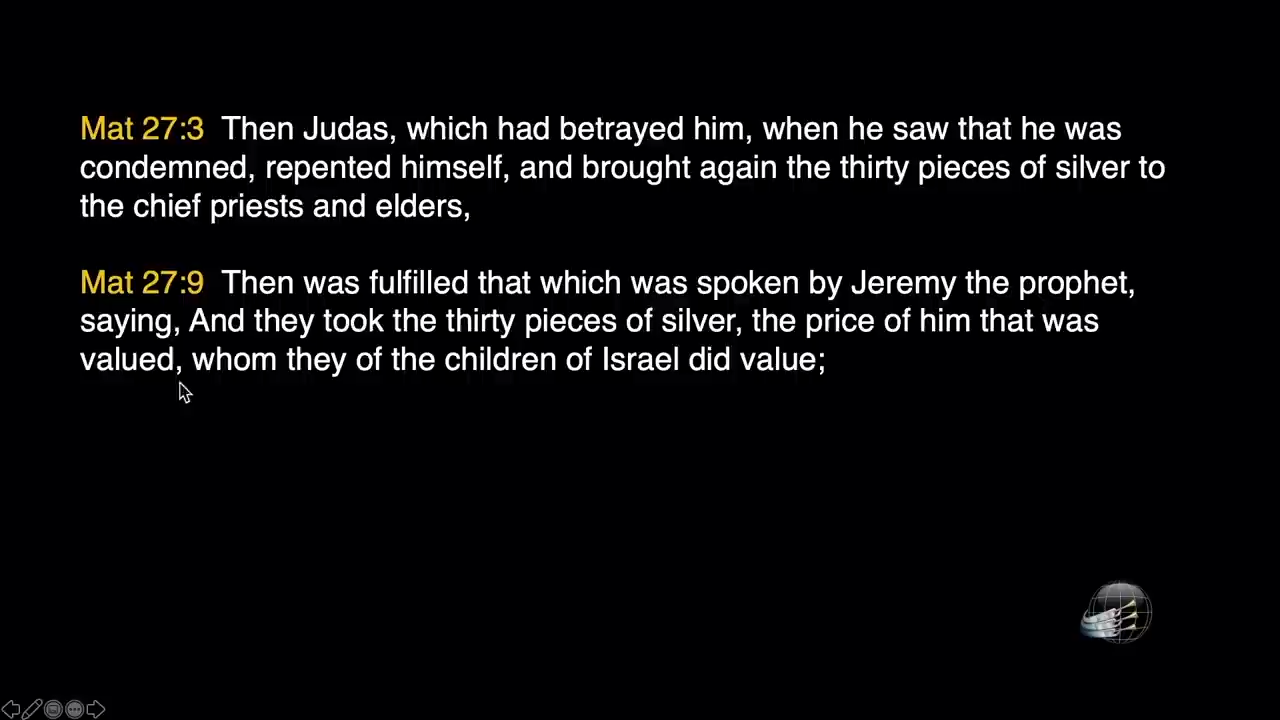 Mat 27:3  Then Judas, which had betrayed him, when he saw that he was
condemned, repented himself, and brought again the thirty pieces of silver to
the chief priests and elders,
Mat 27:9  Then was fulfilled that which was spoken by Jeremy the prophet,
saying, And they took the thirty pieces of silver, the price of him that was
valued, whom they of the children of Israel did value;